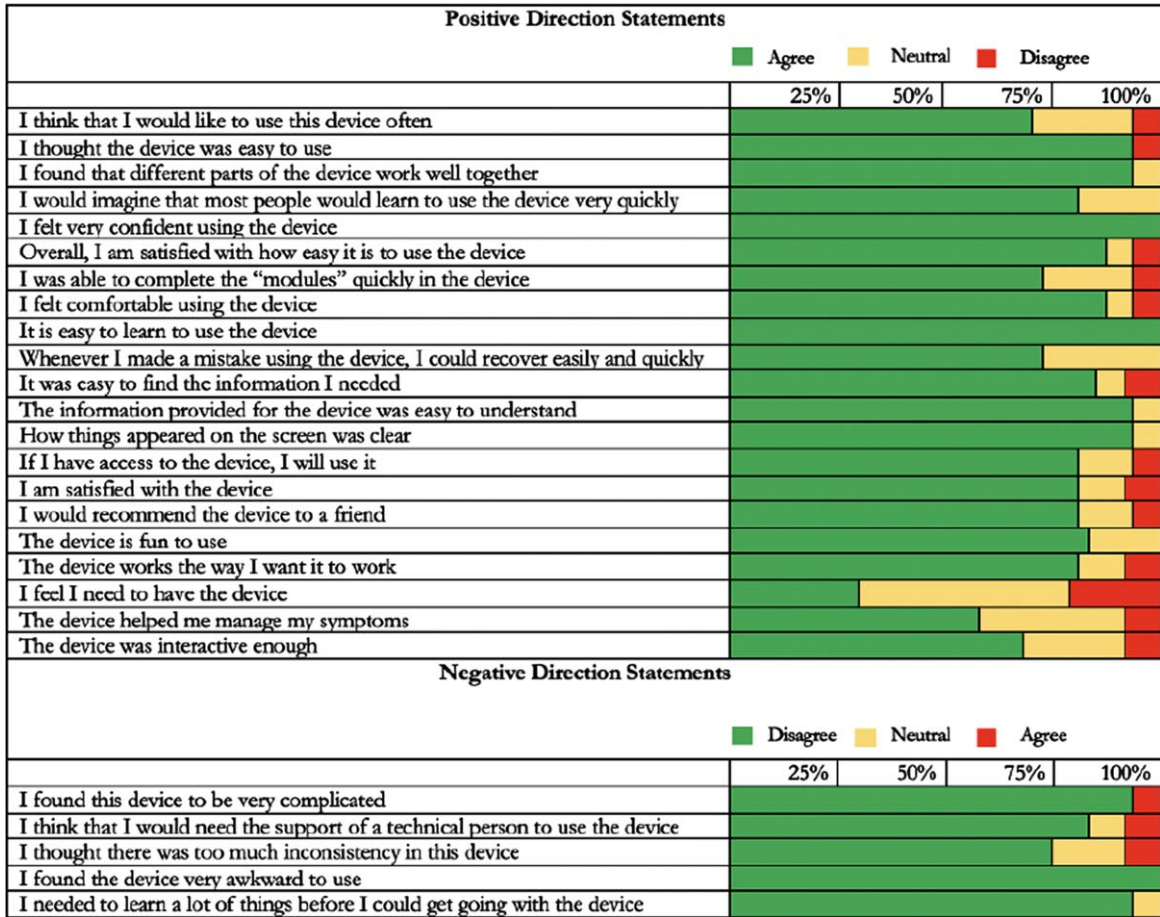 Positive Direction Statements
Agree Neutral Disagree
25% 50% 75% 100%
I think that I would like to use this device often
I thought the device was easy to use
I found that different parts of the device work well together
I would imagine that most people would learn to use the device very quickly
I felt very confident using the device
Overall, I am satisfied with how easy it is to use the device
I was able to complete the “modules” quickly in the device
I felt comfortable using the device
It is easy to learn to use the device
Whenever I made a mistake using the device, I could recover easily and quickly
It was easy to find the information I needed
The information provided for the device was easy to understand
How things appeared on the screen was clear
If I have access to the device, I will use it
I am satisfied with the device
I would recommend the device to a friend
The device is fun to use
The device works the way I want it to work
I feel I need to have the device
The device helped me manage my symptoms
The device was interactive enough
Negative Direction Statements
Disagree Neutral Agree
25% 50% 75% 100%
I found this device to be very complicated
I think that I would need the support of a technical person to use the device
I thought there was too much inconsistency in this device
I found the device very awkward to use
I needed to learn a lot of things before I could get going with the device